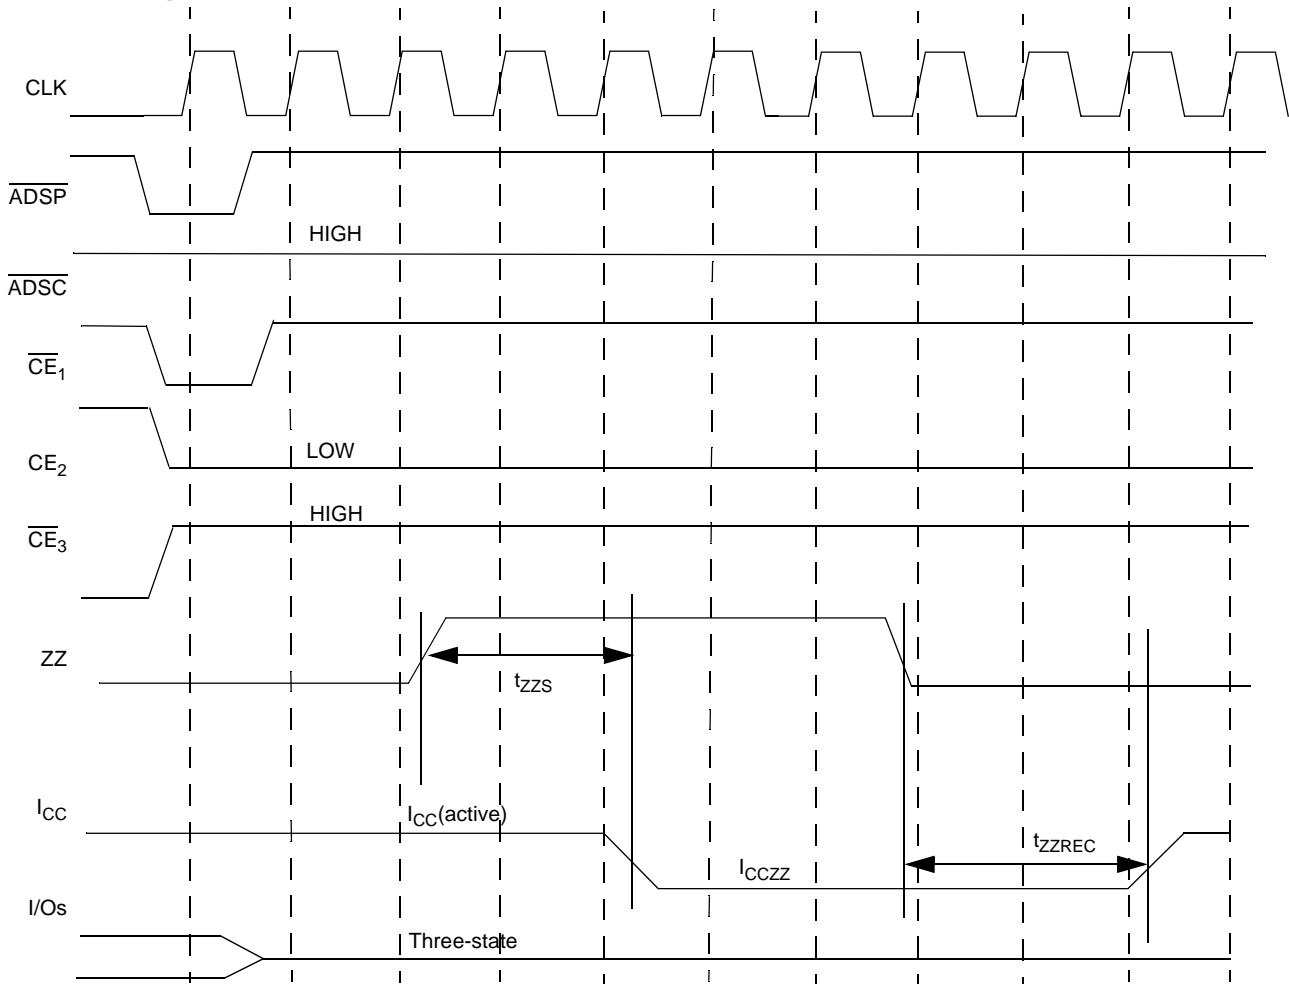 CLK
ADSP
HIGH
ADSC
CE1
LOW
CE2
HIGH
CE3
ZZ
tZZS
ICC
ICC(active)
tZZREC
ICCZZ
I/Os
Three-state